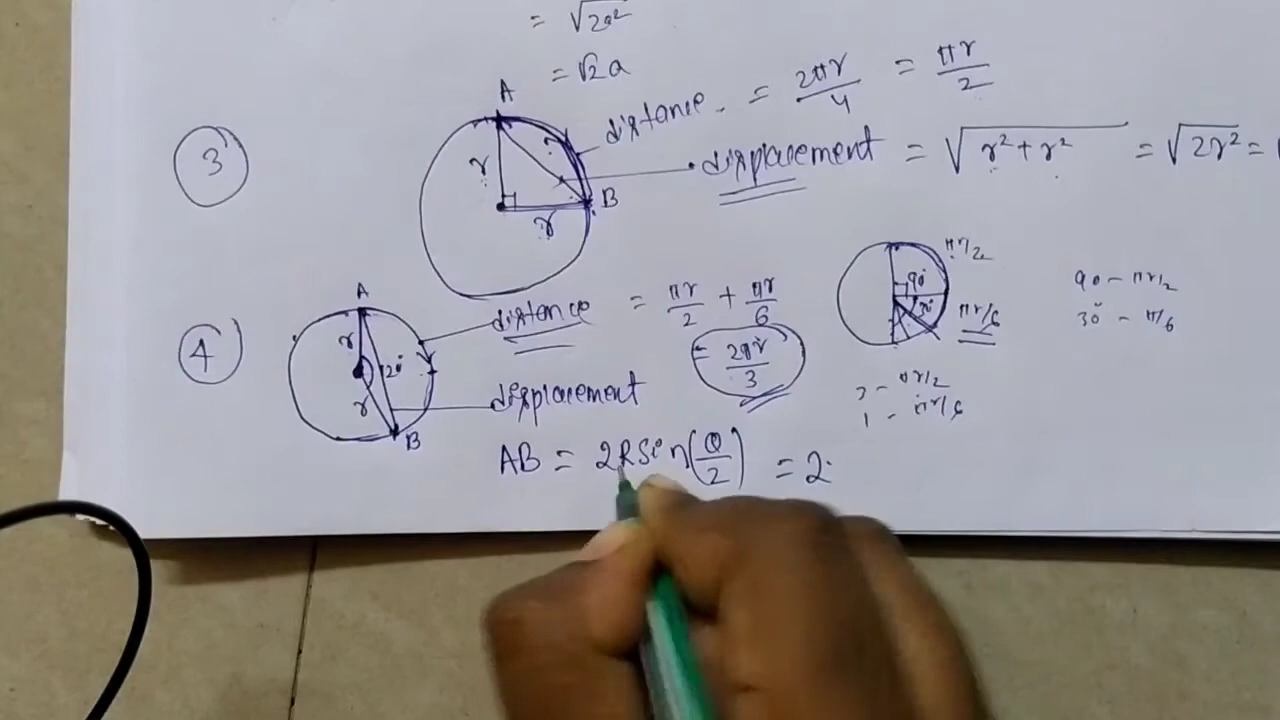 = √2a²
= √2 a
③
A
r
r
B
distance. = 2πr/4 = πr/2
displacement = √r²+r² = √2r² =
④
A
r
r
B
distance = πr/2 + πr/6
= 2πr/3
displacement
90°
πr/2
πr/6
90 – πr/2
30° – π/6
AB = 2R Sin(θ/2) = 2